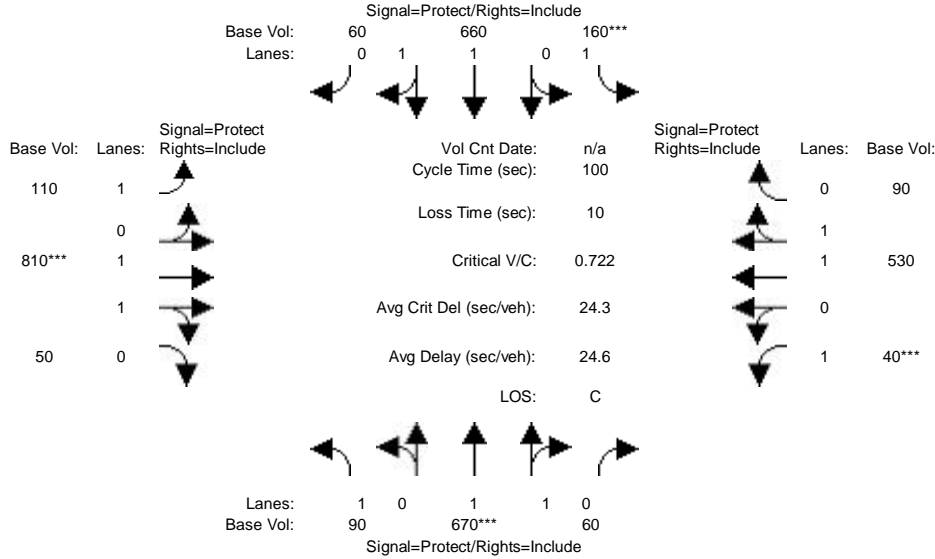 Signal=Protect/Rights=Include
Base Vol: 60 660 160***
Lanes: 0 1 1 0 1
Signal=Protect Signal=Protect
Base Vol: Lanes: Rights=Include Vol Cnt Date: n/a Rights=Include Lanes: Base Vol:
Cycle Time (sec): 100
110 1 0 90
Loss Time (sec): 10
0 1
810*** 1 Critical V/C: 0.722 1 530
1 Avg Crit Del (sec/veh): 24.3 0
50 0 Avg Delay (sec/veh): 24.6 1 40***
LOS: C
Lanes: 1 0 1 1 0
Base Vol: 90 670*** 60
Signal=Protect/Rights=Include